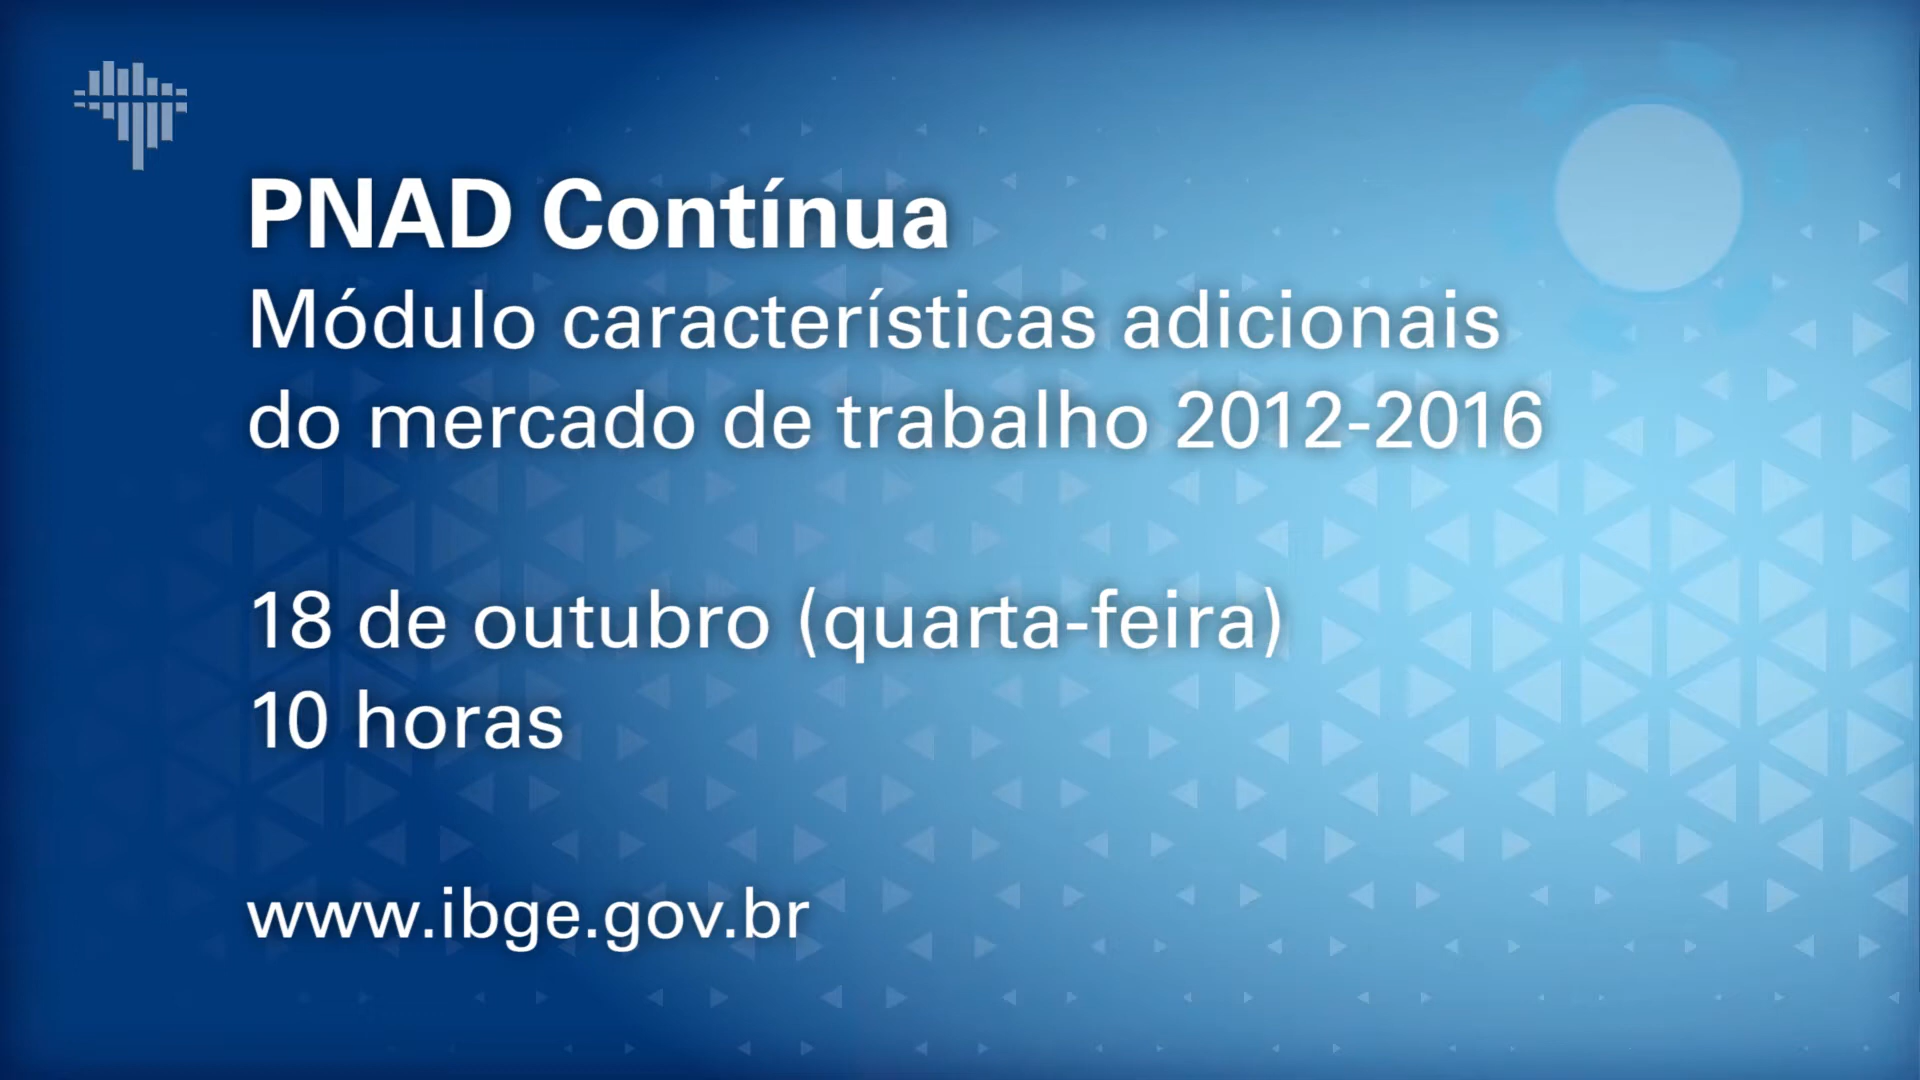 PNAD Contínua
Módulo características adicionais
do mercado de trabalho 2012-2016
18 de outubro (quarta-feira)
10 horas
www.ibge.gov.br